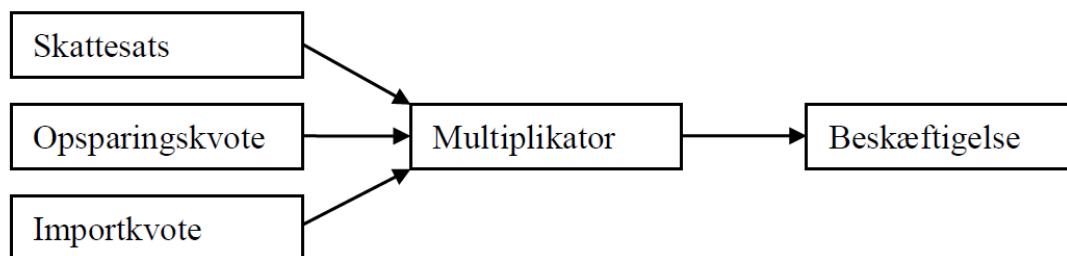 Skattesats
Opsparingskvote
Multiplikator
Beskæftigelse
Importkvote